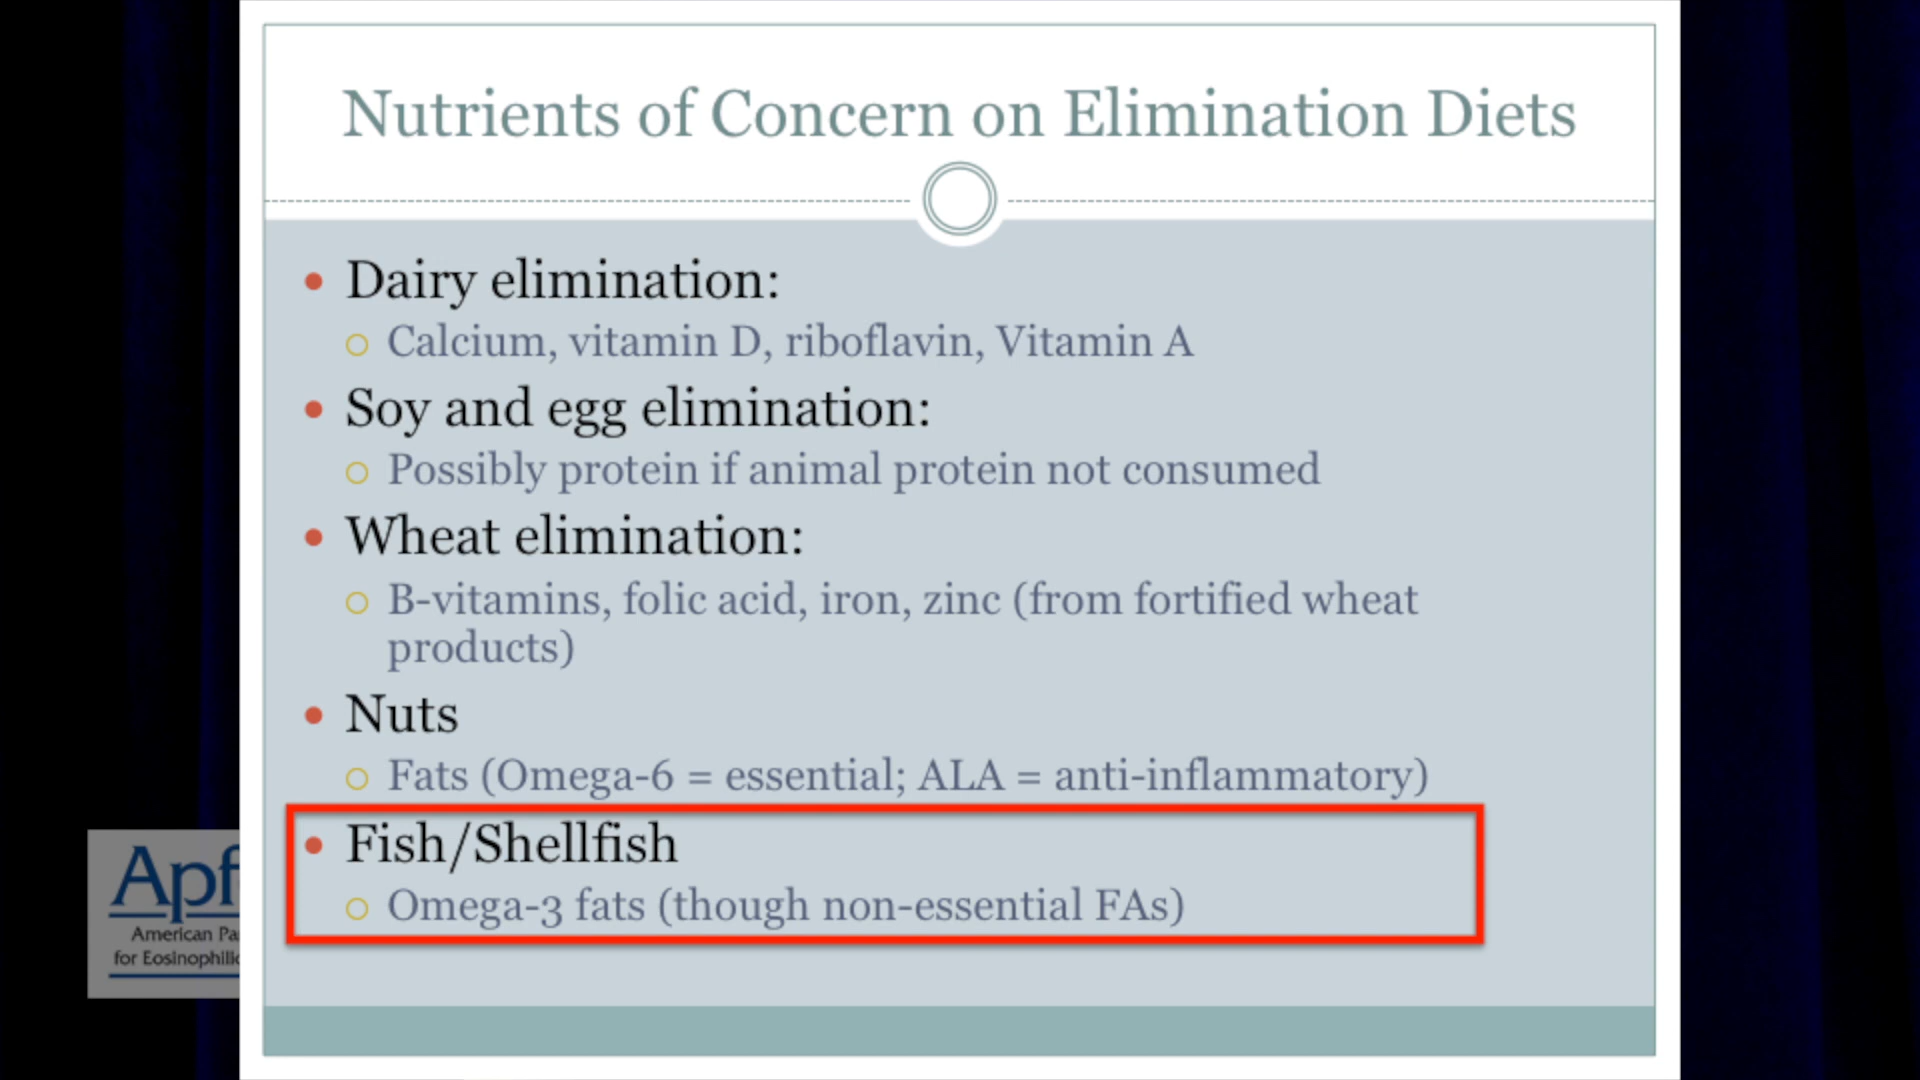 Nutrients of Concern on Elimination Diets
Dairy elimination:
Calcium, vitamin D, riboflavin, Vitamin A
Soy and egg elimination:
Possibly protein if animal protein not consumed
Wheat elimination:
B-vitamins, folic acid, iron, zinc (from fortified wheat
products)
Nuts
Fats (Omega-6 = essential; ALA = anti-inflammatory)
Fish/Shellfish
Omega-3 fats (though non-essential FAs)
Apf
American Pa
for Eosinophilic